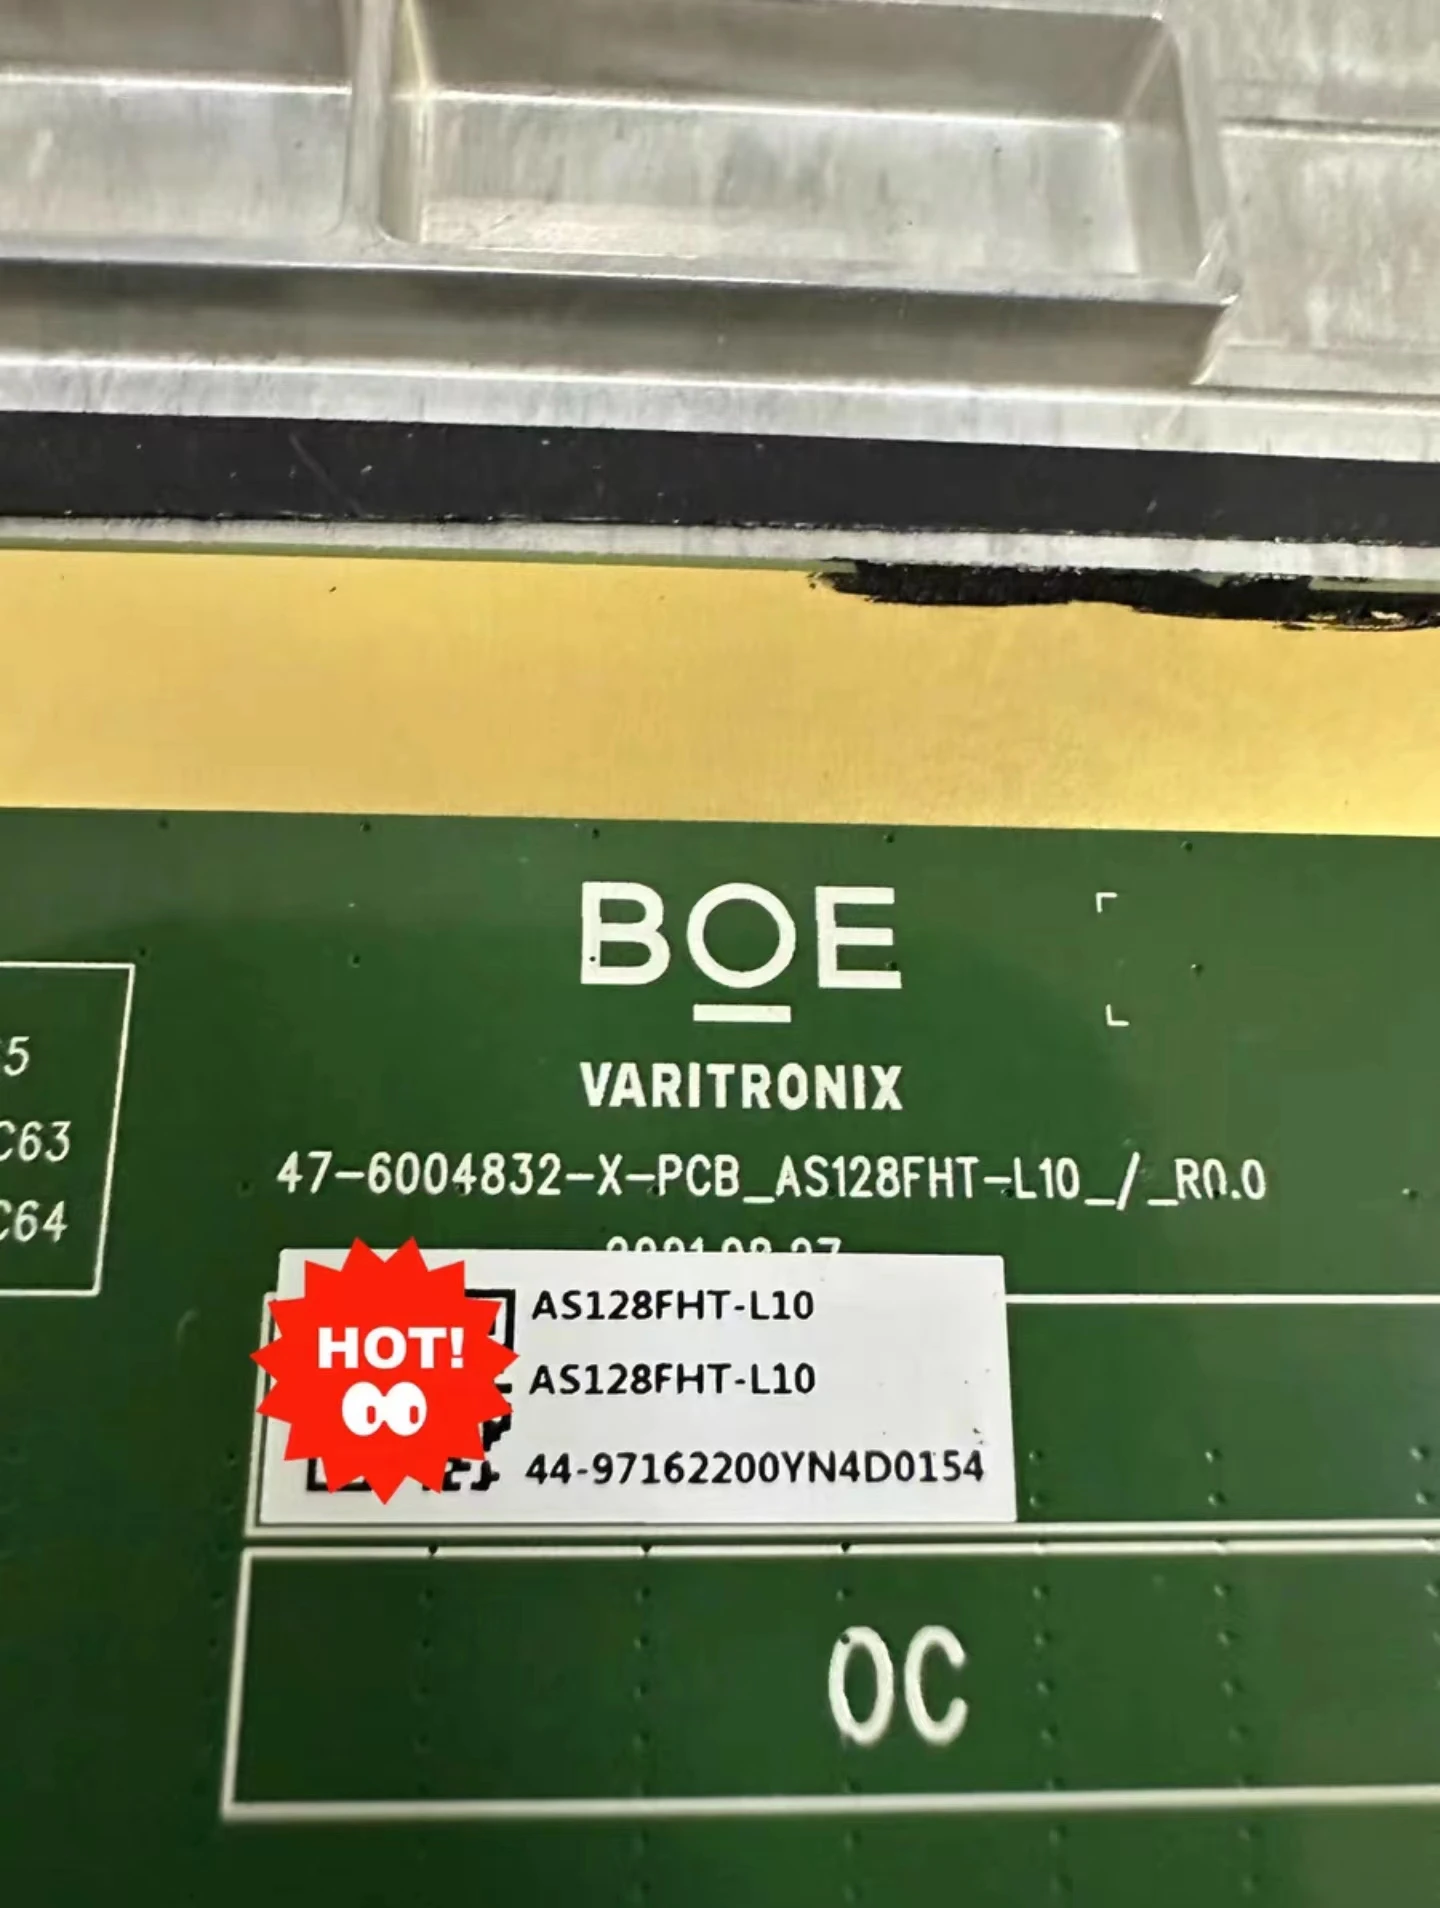 BOE
VARITRONIX
5
C63
C64
47-6004832-X-PCB_AS128FHT-L10_/_R0.0
HOT!
AS128FHT-L10
AS128FHT-L10
44-97162200YN4D0154
OC